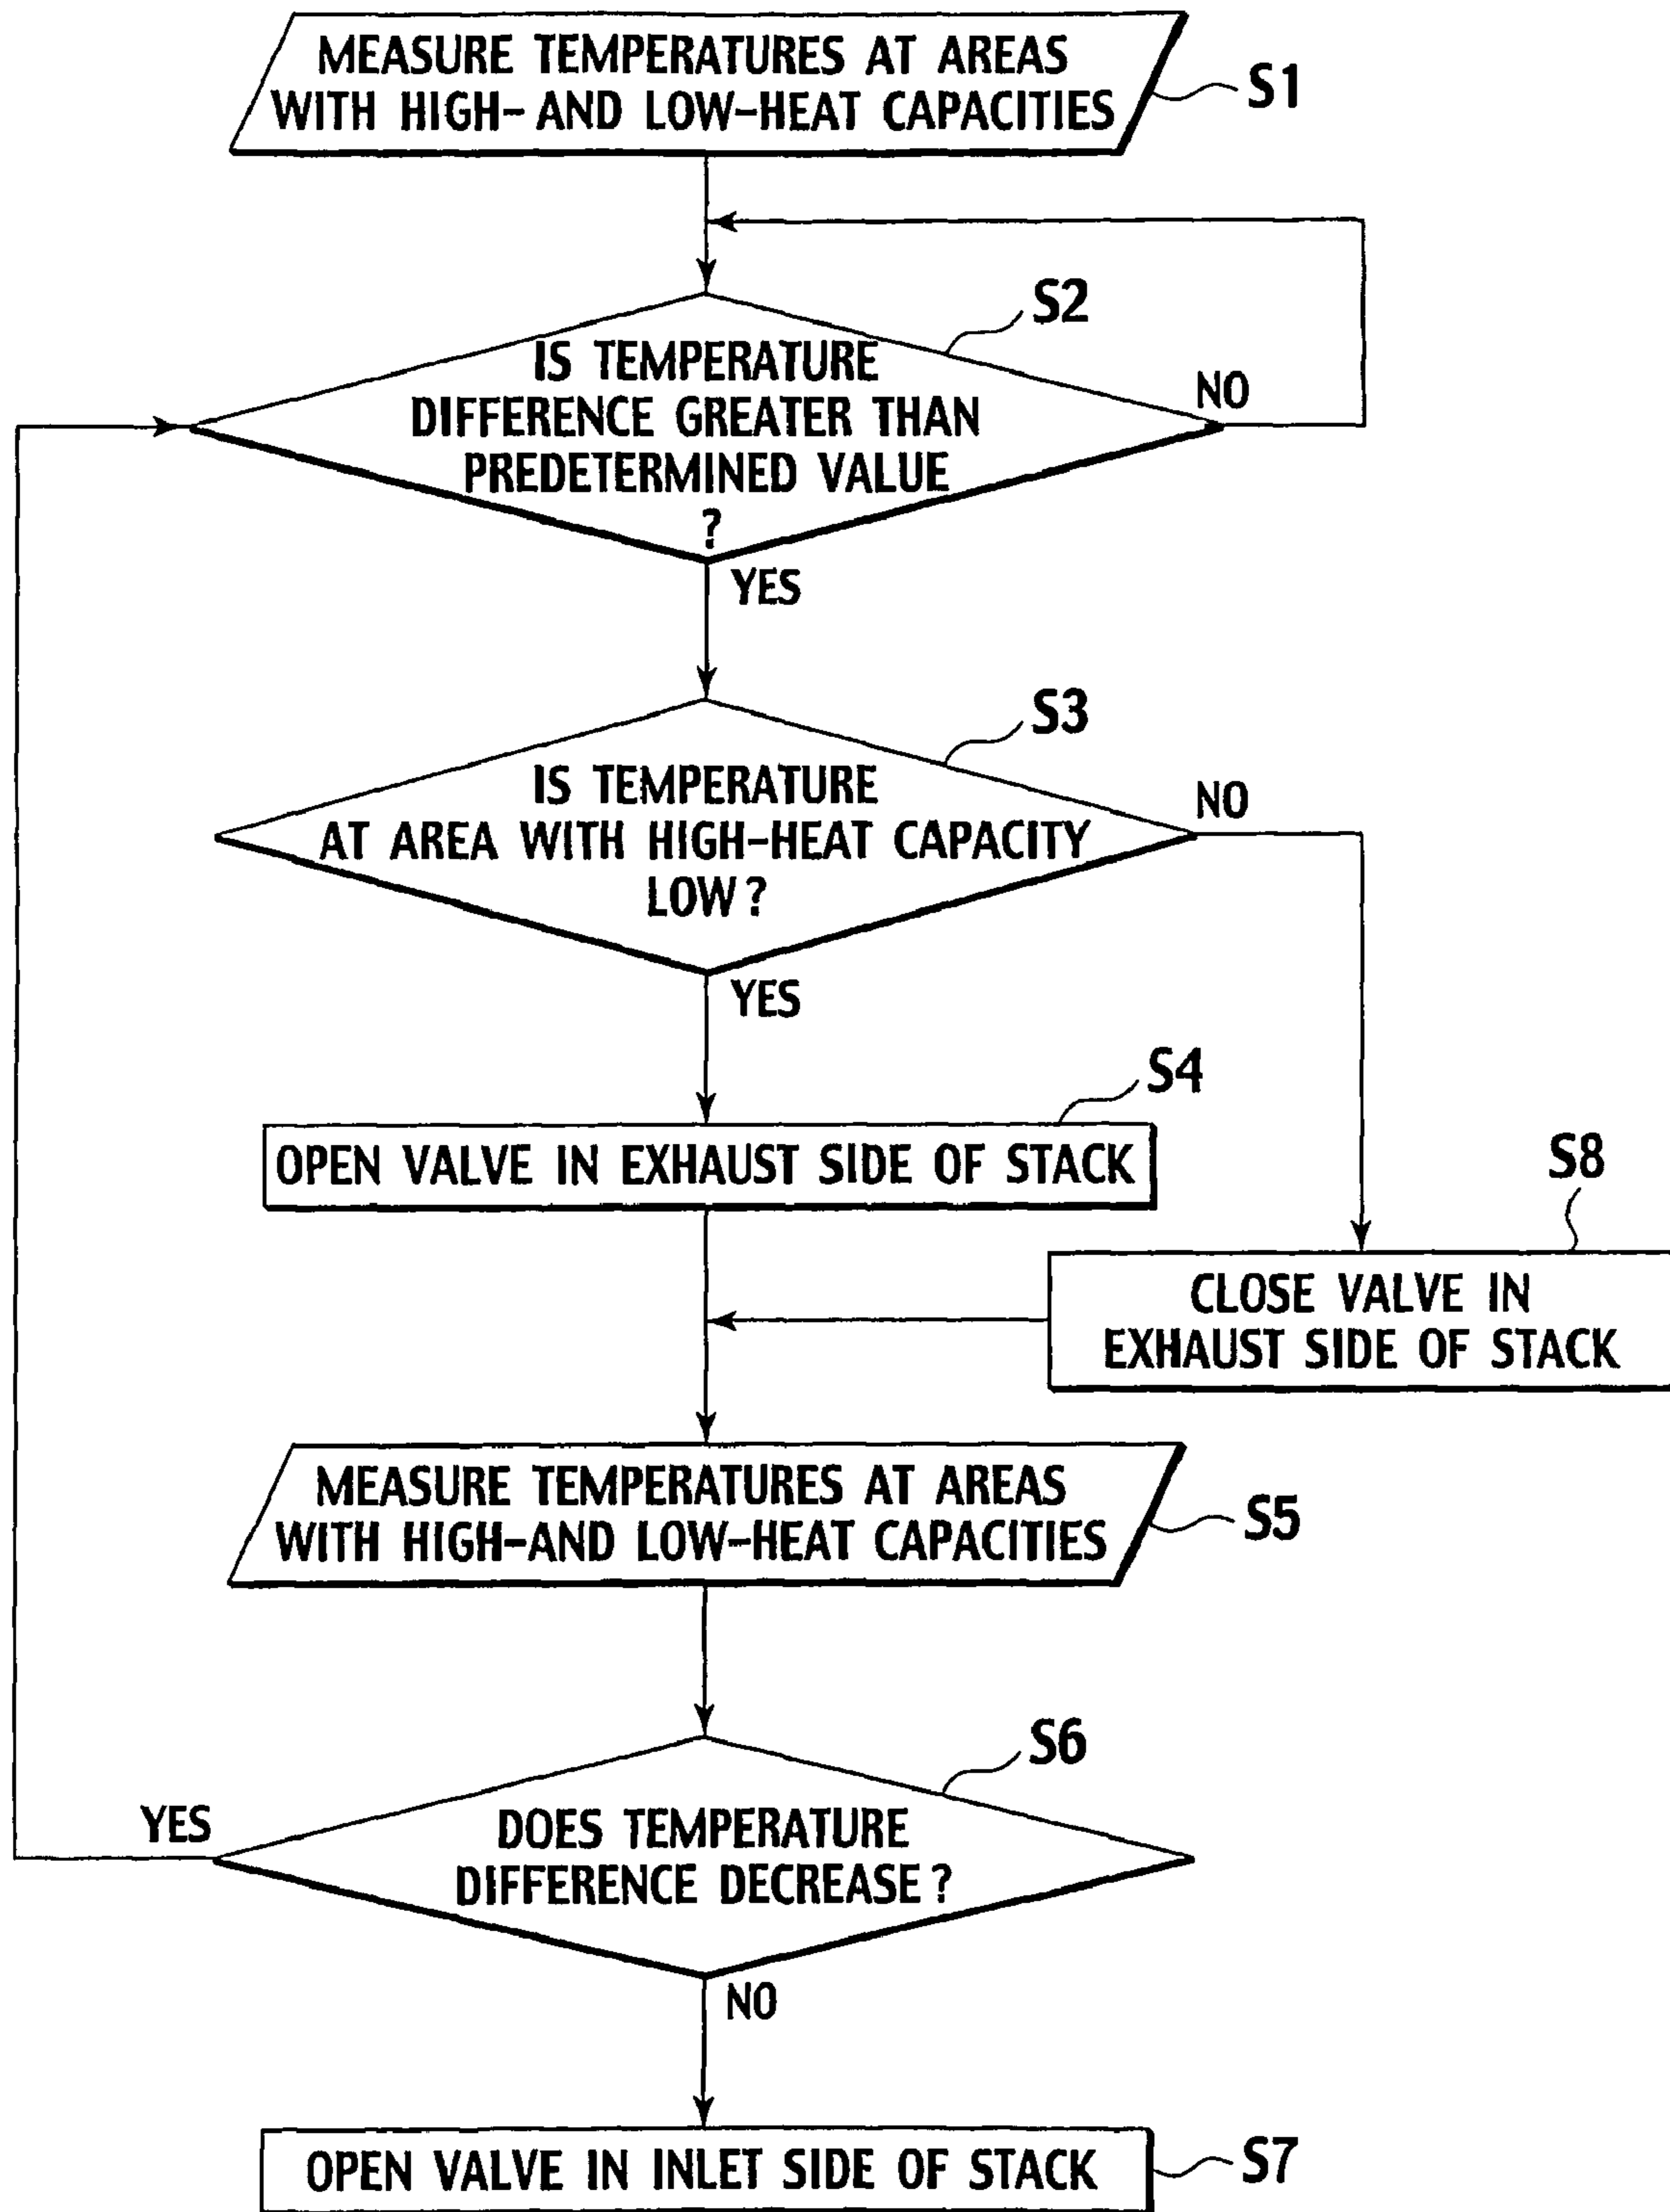 MEASURE TEMPERATURES AT AREAS
WITH HIGH- AND LOW-HEAT CAPACITIES
S1
S2
IS TEMPERATURE
DIFFERENCE GREATER THAN
PREDETERMINED VALUE
?
NO
YES
S3
IS TEMPERATURE
AT AREA WITH HIGH-HEAT CAPACITY
LOW?
NO
YES
S4
OPEN VALVE IN EXHAUST SIDE OF STACK
S8
CLOSE VALVE IN
EXHAUST SIDE OF STACK
MEASURE TEMPERATURES AT AREAS
WITH HIGH-AND LOW-HEAT CAPACITIES
S5
S6
YES
DOES TEMPERATURE
DIFFERENCE DECREASE?
NO
OPEN VALVE IN INLET SIDE OF STACK
S7